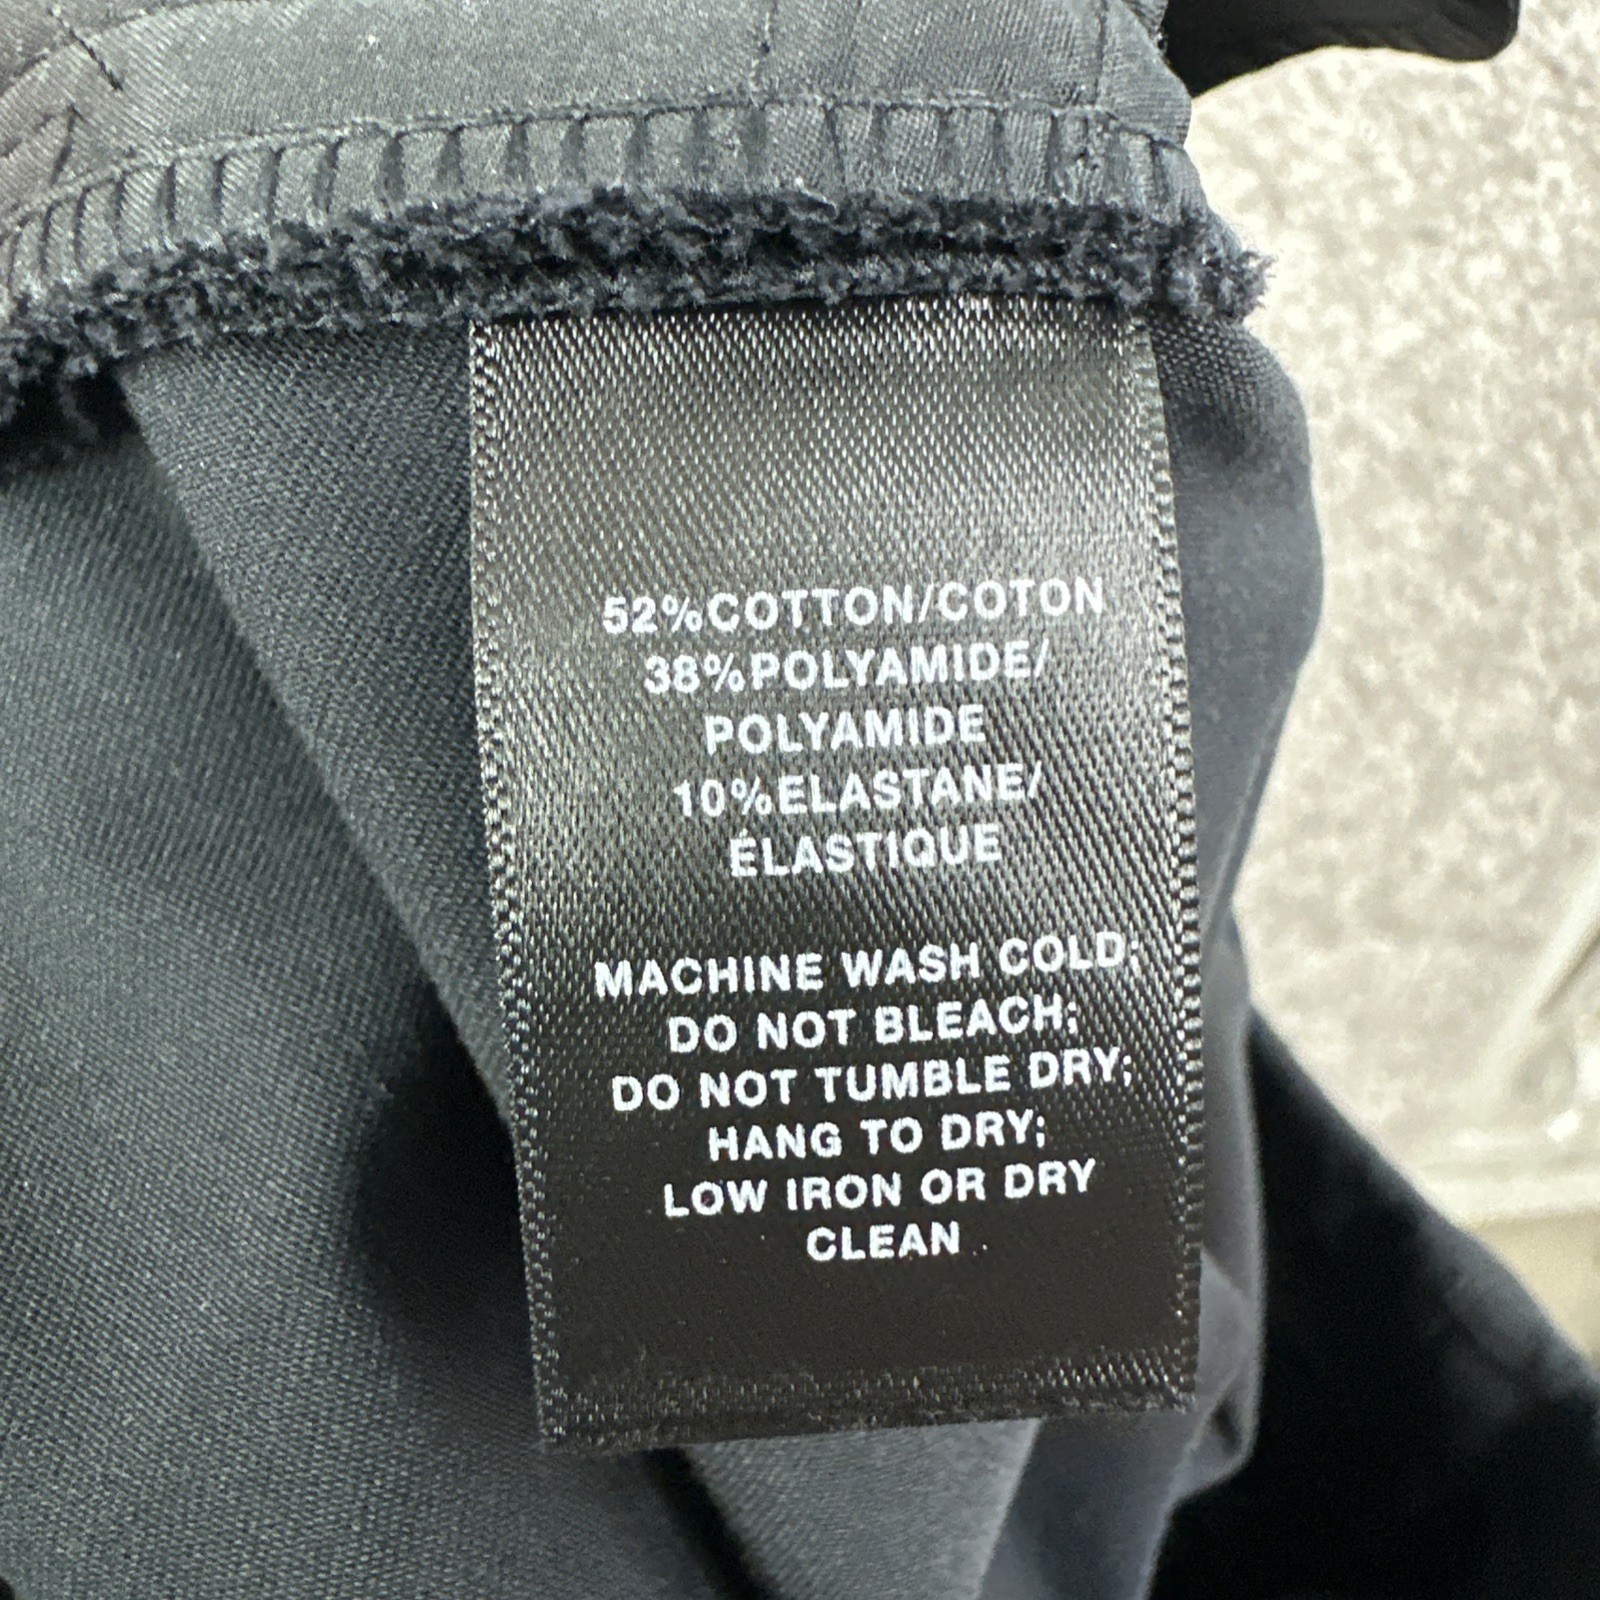 52%COTTON/COTON
38%POLYAMIDE/
POLYAMIDE
10%ELASTANE/
ÉLASTIQUE
MACHINE WASH COLD;
DO NOT BLEACH;
DO NOT TUMBLE DRY;
HANG TO DRY;
LOW IRON OR DRY
CLEAN